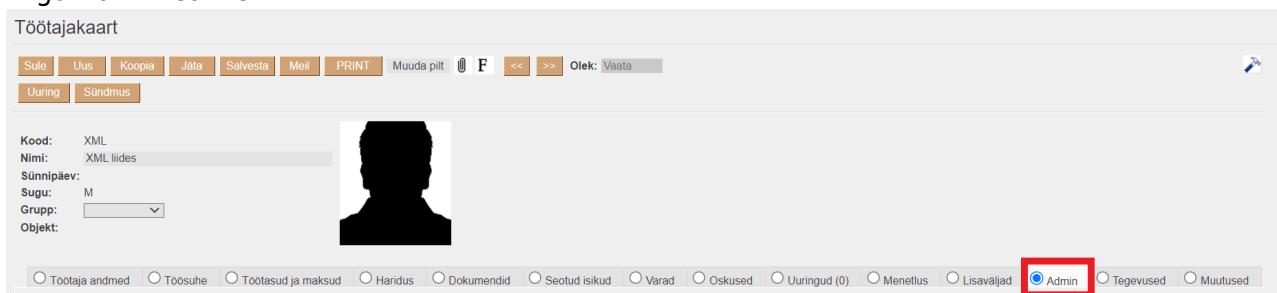 Töötajakaart
Sule Uus Koopia Jäta Salvesta Meil PRINT Muuda pilt F << >> Olek: Vaata
Uuring Sündmus
Kood: XML
Nimi: XML liides
Sünnipäev:
Sugu: M
Grupp:
Objekt:
Töötaja andmed Töösuhe Töötasud ja maksud Haridus Dokumendid Seotud isikud Varad Oskused Uuringud (0) Menetlus Lisaväljad Admin Tegevused Muutused